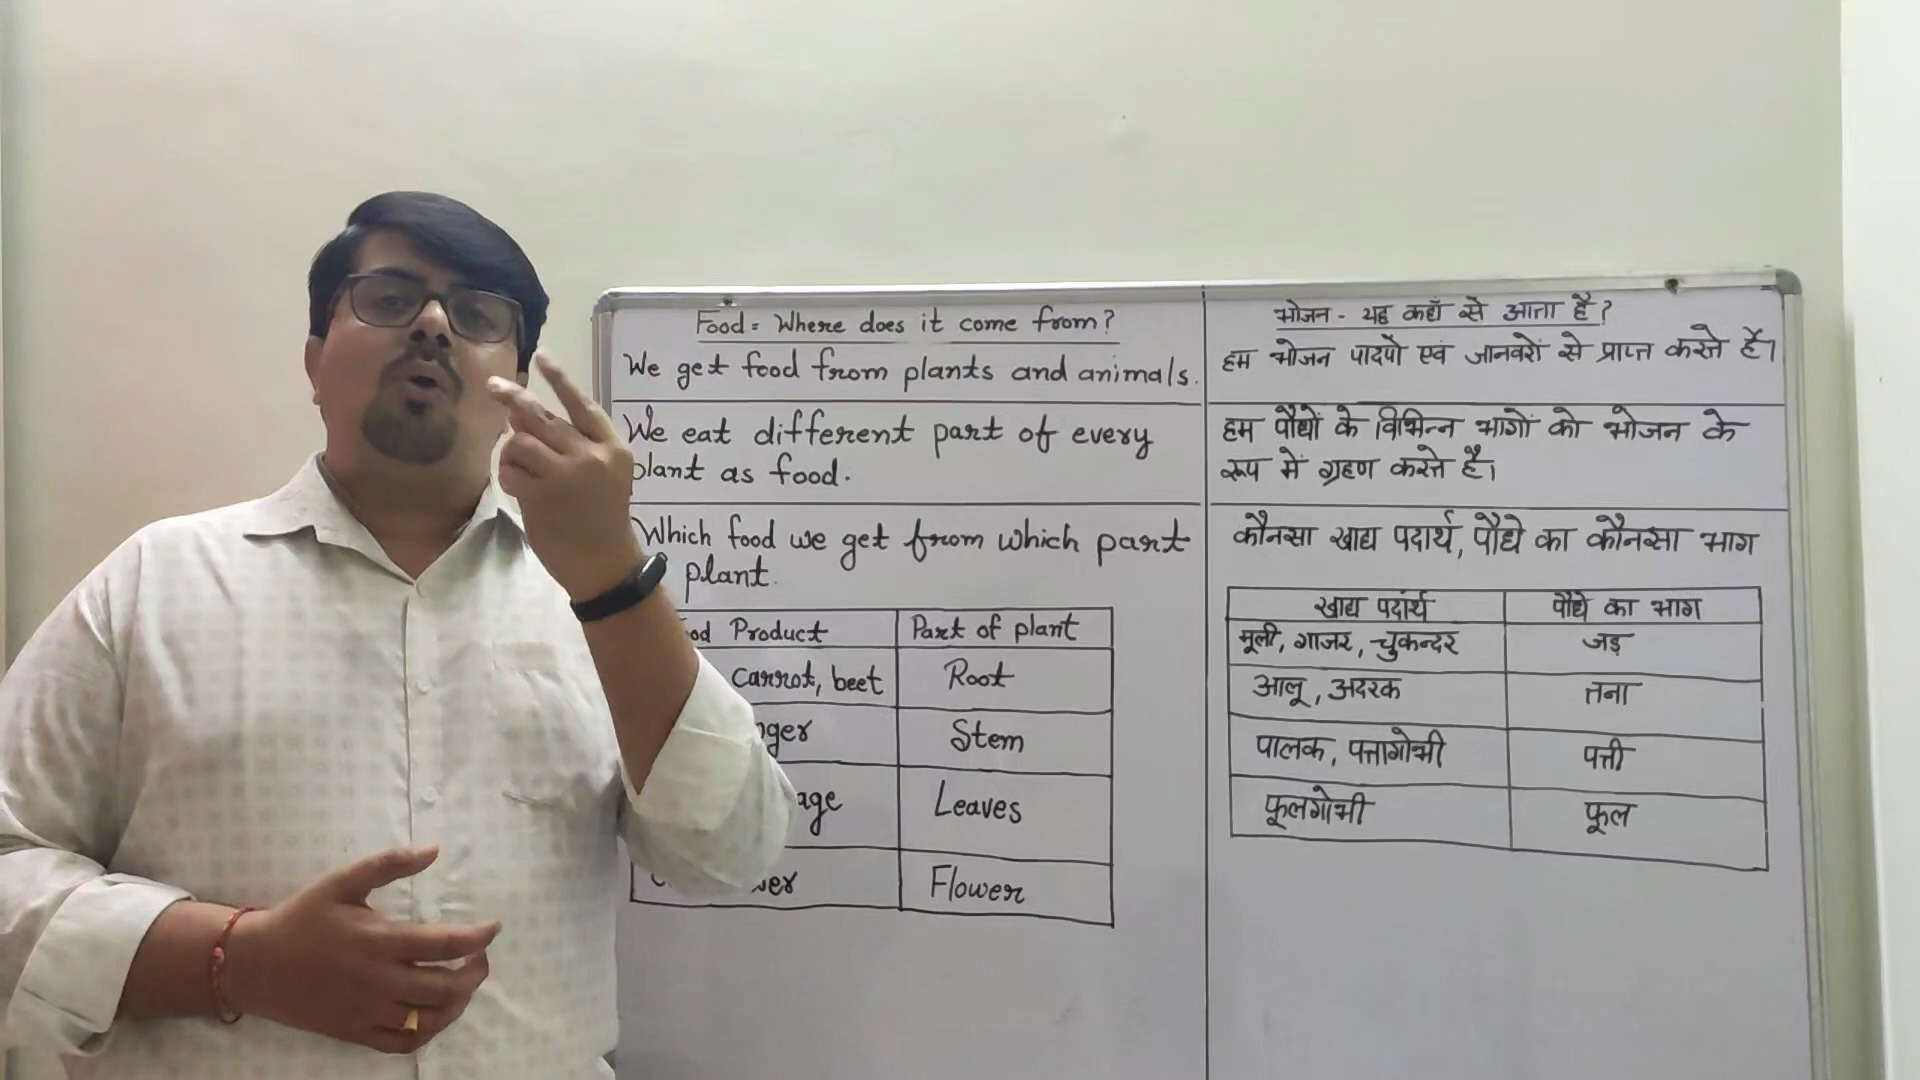 Food = Where does it come from?
We get food from plants and animals.
We eat different part of every
plant as food.
Which food we get from which part
plant.
Product | Part of plant
carrot, beet | Root
Stem
Leaves
Flower
भोजन - यह कहाँ से आता है?
हम भोजन पादपो एवं जानवरों से प्राप्त करते है।
हम पौधों के विभिन्न भागों को भोजन के
रूप में ग्रहण करते है।
कौनसा खाद्य पदार्थ, पौधे का कौनसा भाग
खाद्य पदार्थ | पौधे का भाग
मूली, गाजर, चुकन्दर | जड़
आलू, अदरक | तना
पालक, पत्तागोभी | पत्ती
फूलगोभी | फूल